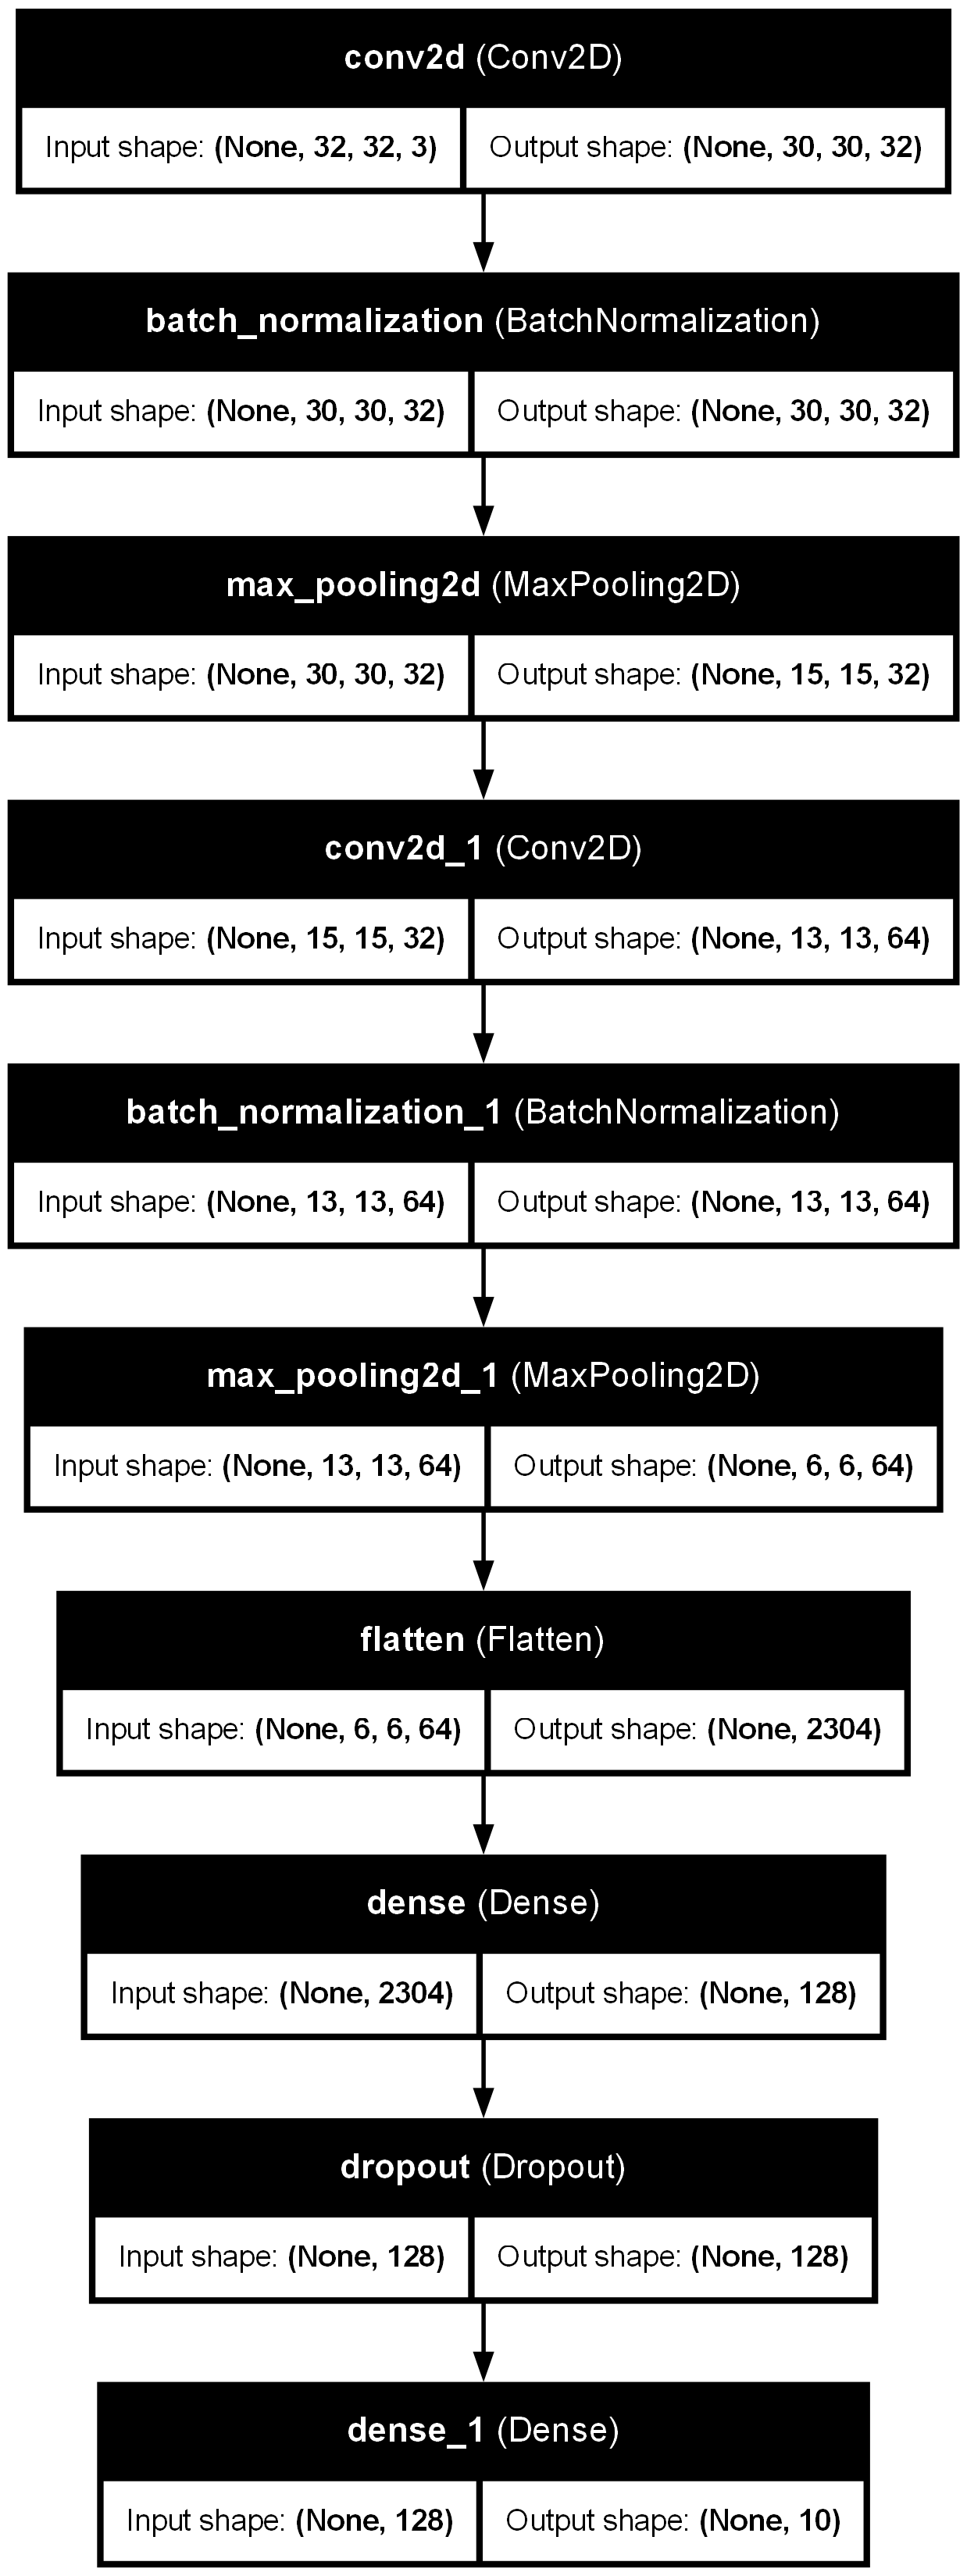 conv2d (Conv2D)
Input shape: (None, 32, 32, 3) Output shape: (None, 30, 30, 32)
batch_normalization (BatchNormalization)
Input shape: (None, 30, 30, 32) Output shape: (None, 30, 30, 32)
max_pooling2d (MaxPooling2D)
Input shape: (None, 30, 30, 32) Output shape: (None, 15, 15, 32)
conv2d_1 (Conv2D)
Input shape: (None, 15, 15, 32) Output shape: (None, 13, 13, 64)
batch_normalization_1 (BatchNormalization)
Input shape: (None, 13, 13, 64) Output shape: (None, 13, 13, 64)
max_pooling2d_1 (MaxPooling2D)
Input shape: (None, 13, 13, 64) Output shape: (None, 6, 6, 64)
flatten (Flatten)
Input shape: (None, 6, 6, 64) Output shape: (None, 2304)
dense (Dense)
Input shape: (None, 2304) Output shape: (None, 128)
dropout (Dropout)
Input shape: (None, 128) Output shape: (None, 128)
dense_1 (Dense)
Input shape: (None, 128) Output shape: (None, 10)